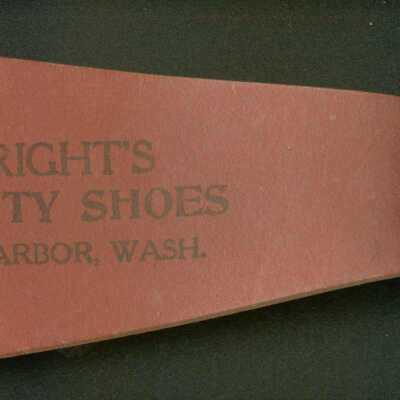 RIGHT'S
TY SHOES
ARBOR, WASH.